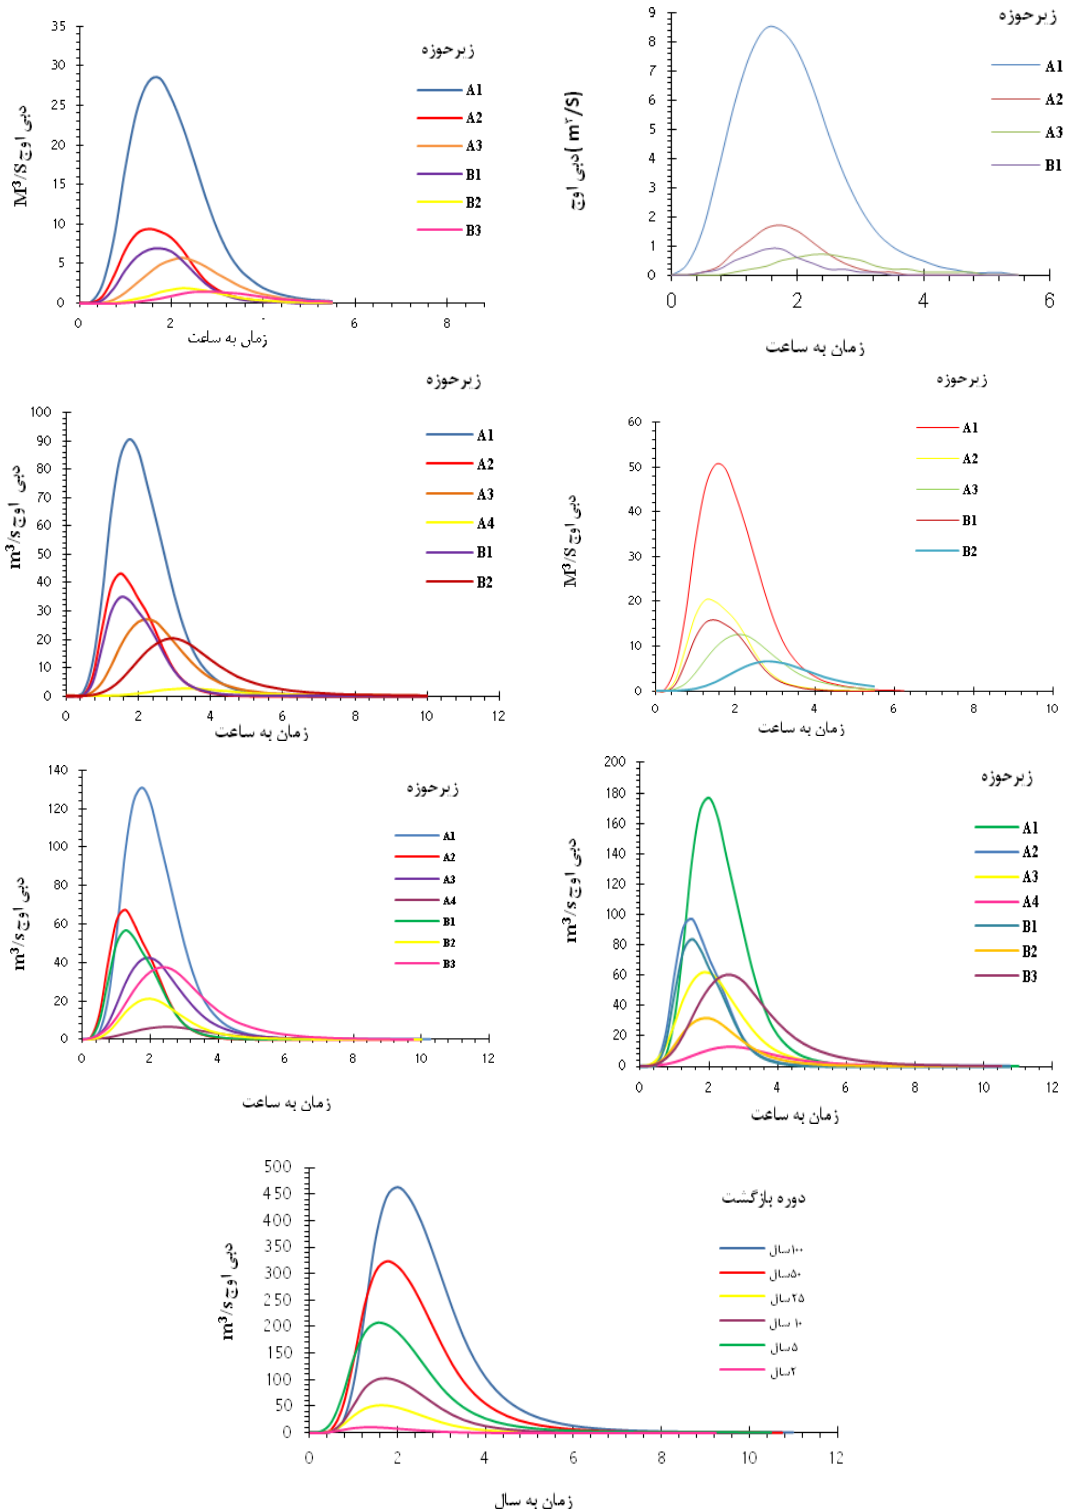 زیرحوزه
دبی اوج M³/S
35
30
25
20
15
10
5
0
A1
A2
A3
B1
B2
B3
0 2 6 8
زمان به ساعت
زیرحوزه
دبی اوج (m³/S)
9
8
7
6
5
4
3
2
1
0
A1
A2
A3
B1
0 2 4 6
زمان به ساعت
زیرحوزه
دبی اوج m³/s
100
90
80
70
60
50
40
30
20
10
0
A1
A2
A3
A4
B1
B2
0 2 4 6 8 10 12
زمان به ساعت
زیرحوزه
دبی اوج M³/S
60
50
40
30
20
10
0
A1
A2
A3
B1
B2
0 2 4 6 8 10
زمان به ساعت
زیرحوزه
دبی اوج m³/s
140
120
100
80
60
40
20
0
A1
A2
A3
A4
B1
B2
B3
0 2 4 6 8 10 12
زمان به ساعت
زیرحوزه
دبی اوج m³/s
200
180
160
140
120
100
80
60
40
20
0
A1
A2
A3
A4
B1
B2
B3
0 2 4 6 8 10 12
زمان به ساعت
دوره بازگشت
دبی اوج m³/s
500
450
400
350
300
250
200
150
100
50
0
۱۰۰سال
۵۰سال
۲۵سال
۱۰ سال
۵سال
۲سال
0 2 4 6 8 10 12
زمان به سال